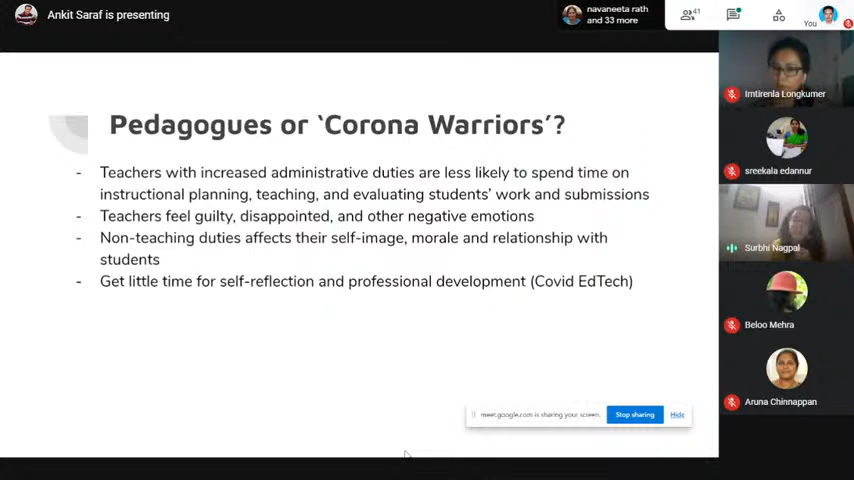 Ankit Saraf is presenting
navaneeta rath
and 33 more
41
You
Pedagogues or ‘Corona Warriors’?
- Teachers with increased administrative duties are less likely to spend time on
instructional planning, teaching, and evaluating students’ work and submissions
- Teachers feel guilty, disappointed, and other negative emotions
- Non-teaching duties affects their self-image, morale and relationship with
students
- Get little time for self-reflection and professional development (Covid EdTech)
meet.google.com is sharing your screen.
Stop sharing
Hide
Imtirenla Longkumer
sreekala edannur
Surbhi Nagpal
Beloo Mehra
Aruna Chinnappan